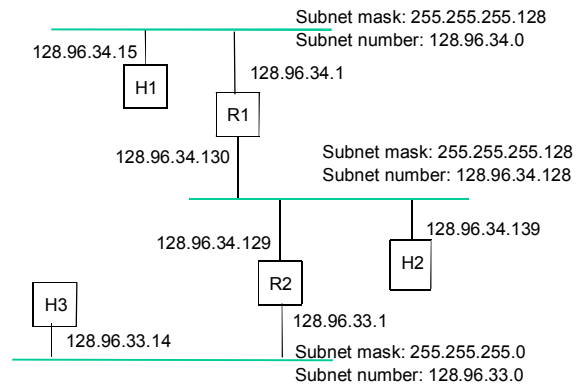 Subnet mask: 255.255.255.128
Subnet number: 128.96.34.0
128.96.34.15
128.96.34.1
H1
R1
128.96.34.130
Subnet mask: 255.255.255.128
Subnet number: 128.96.34.128
128.96.34.129
128.96.34.139
R2
H2
H3
128.96.33.14
128.96.33.1
Subnet mask: 255.255.255.0
Subnet number: 128.96.33.0